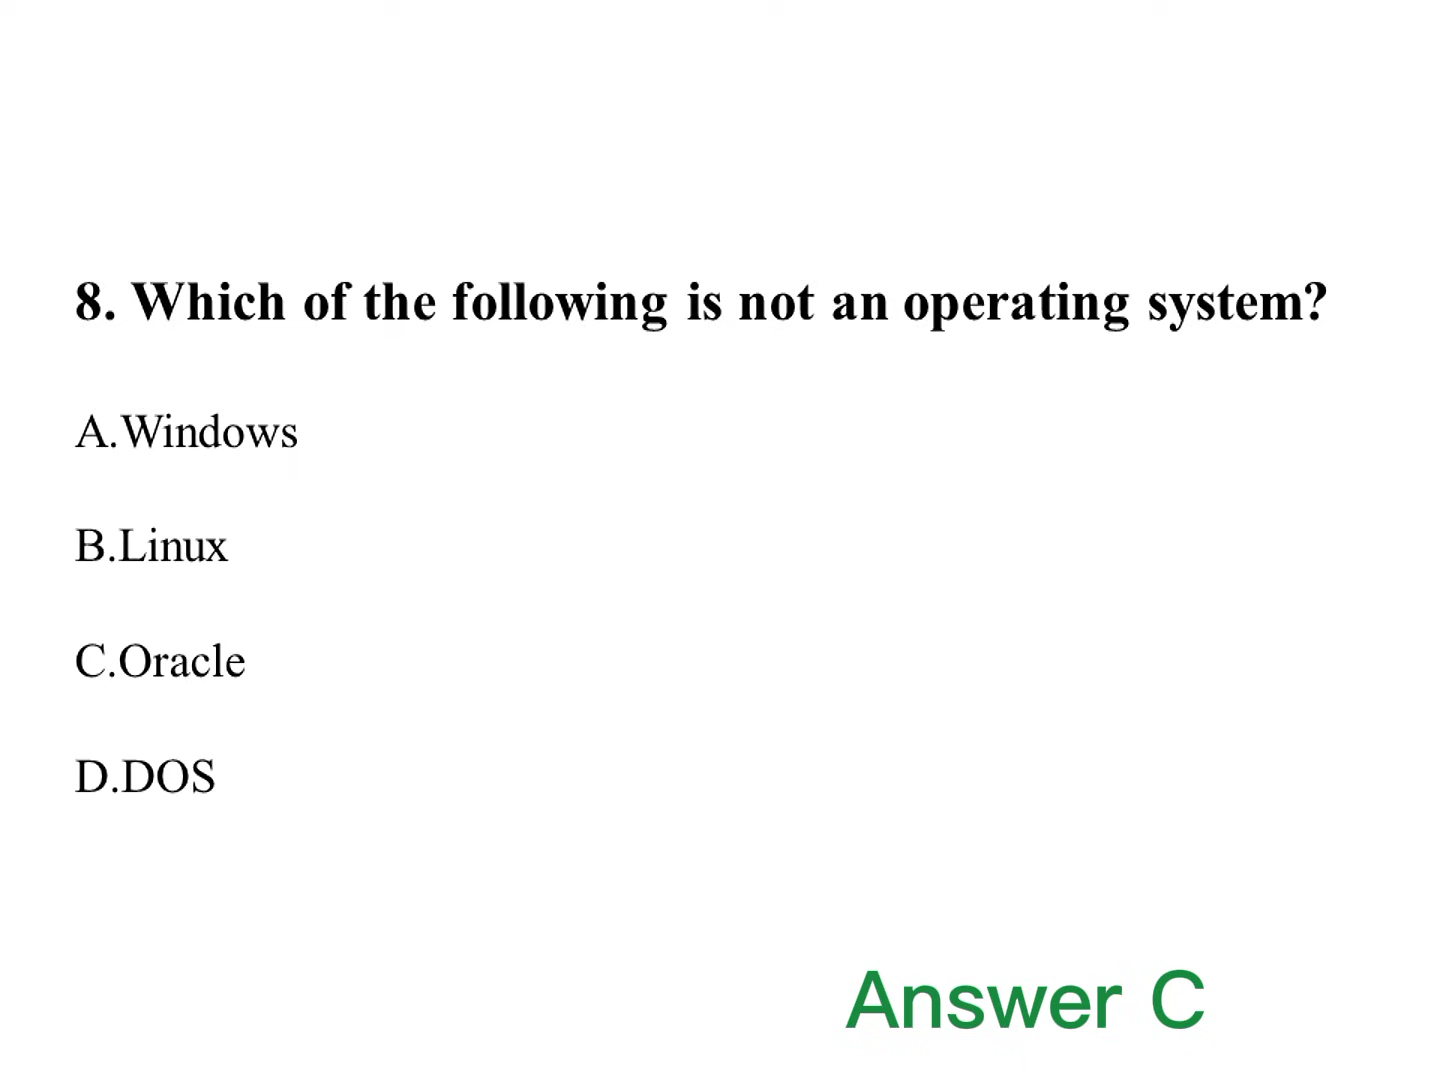 8. Which of the following is not an operating system?
A.Windows
B.Linux
C.Oracle
D.DOS
Answer C